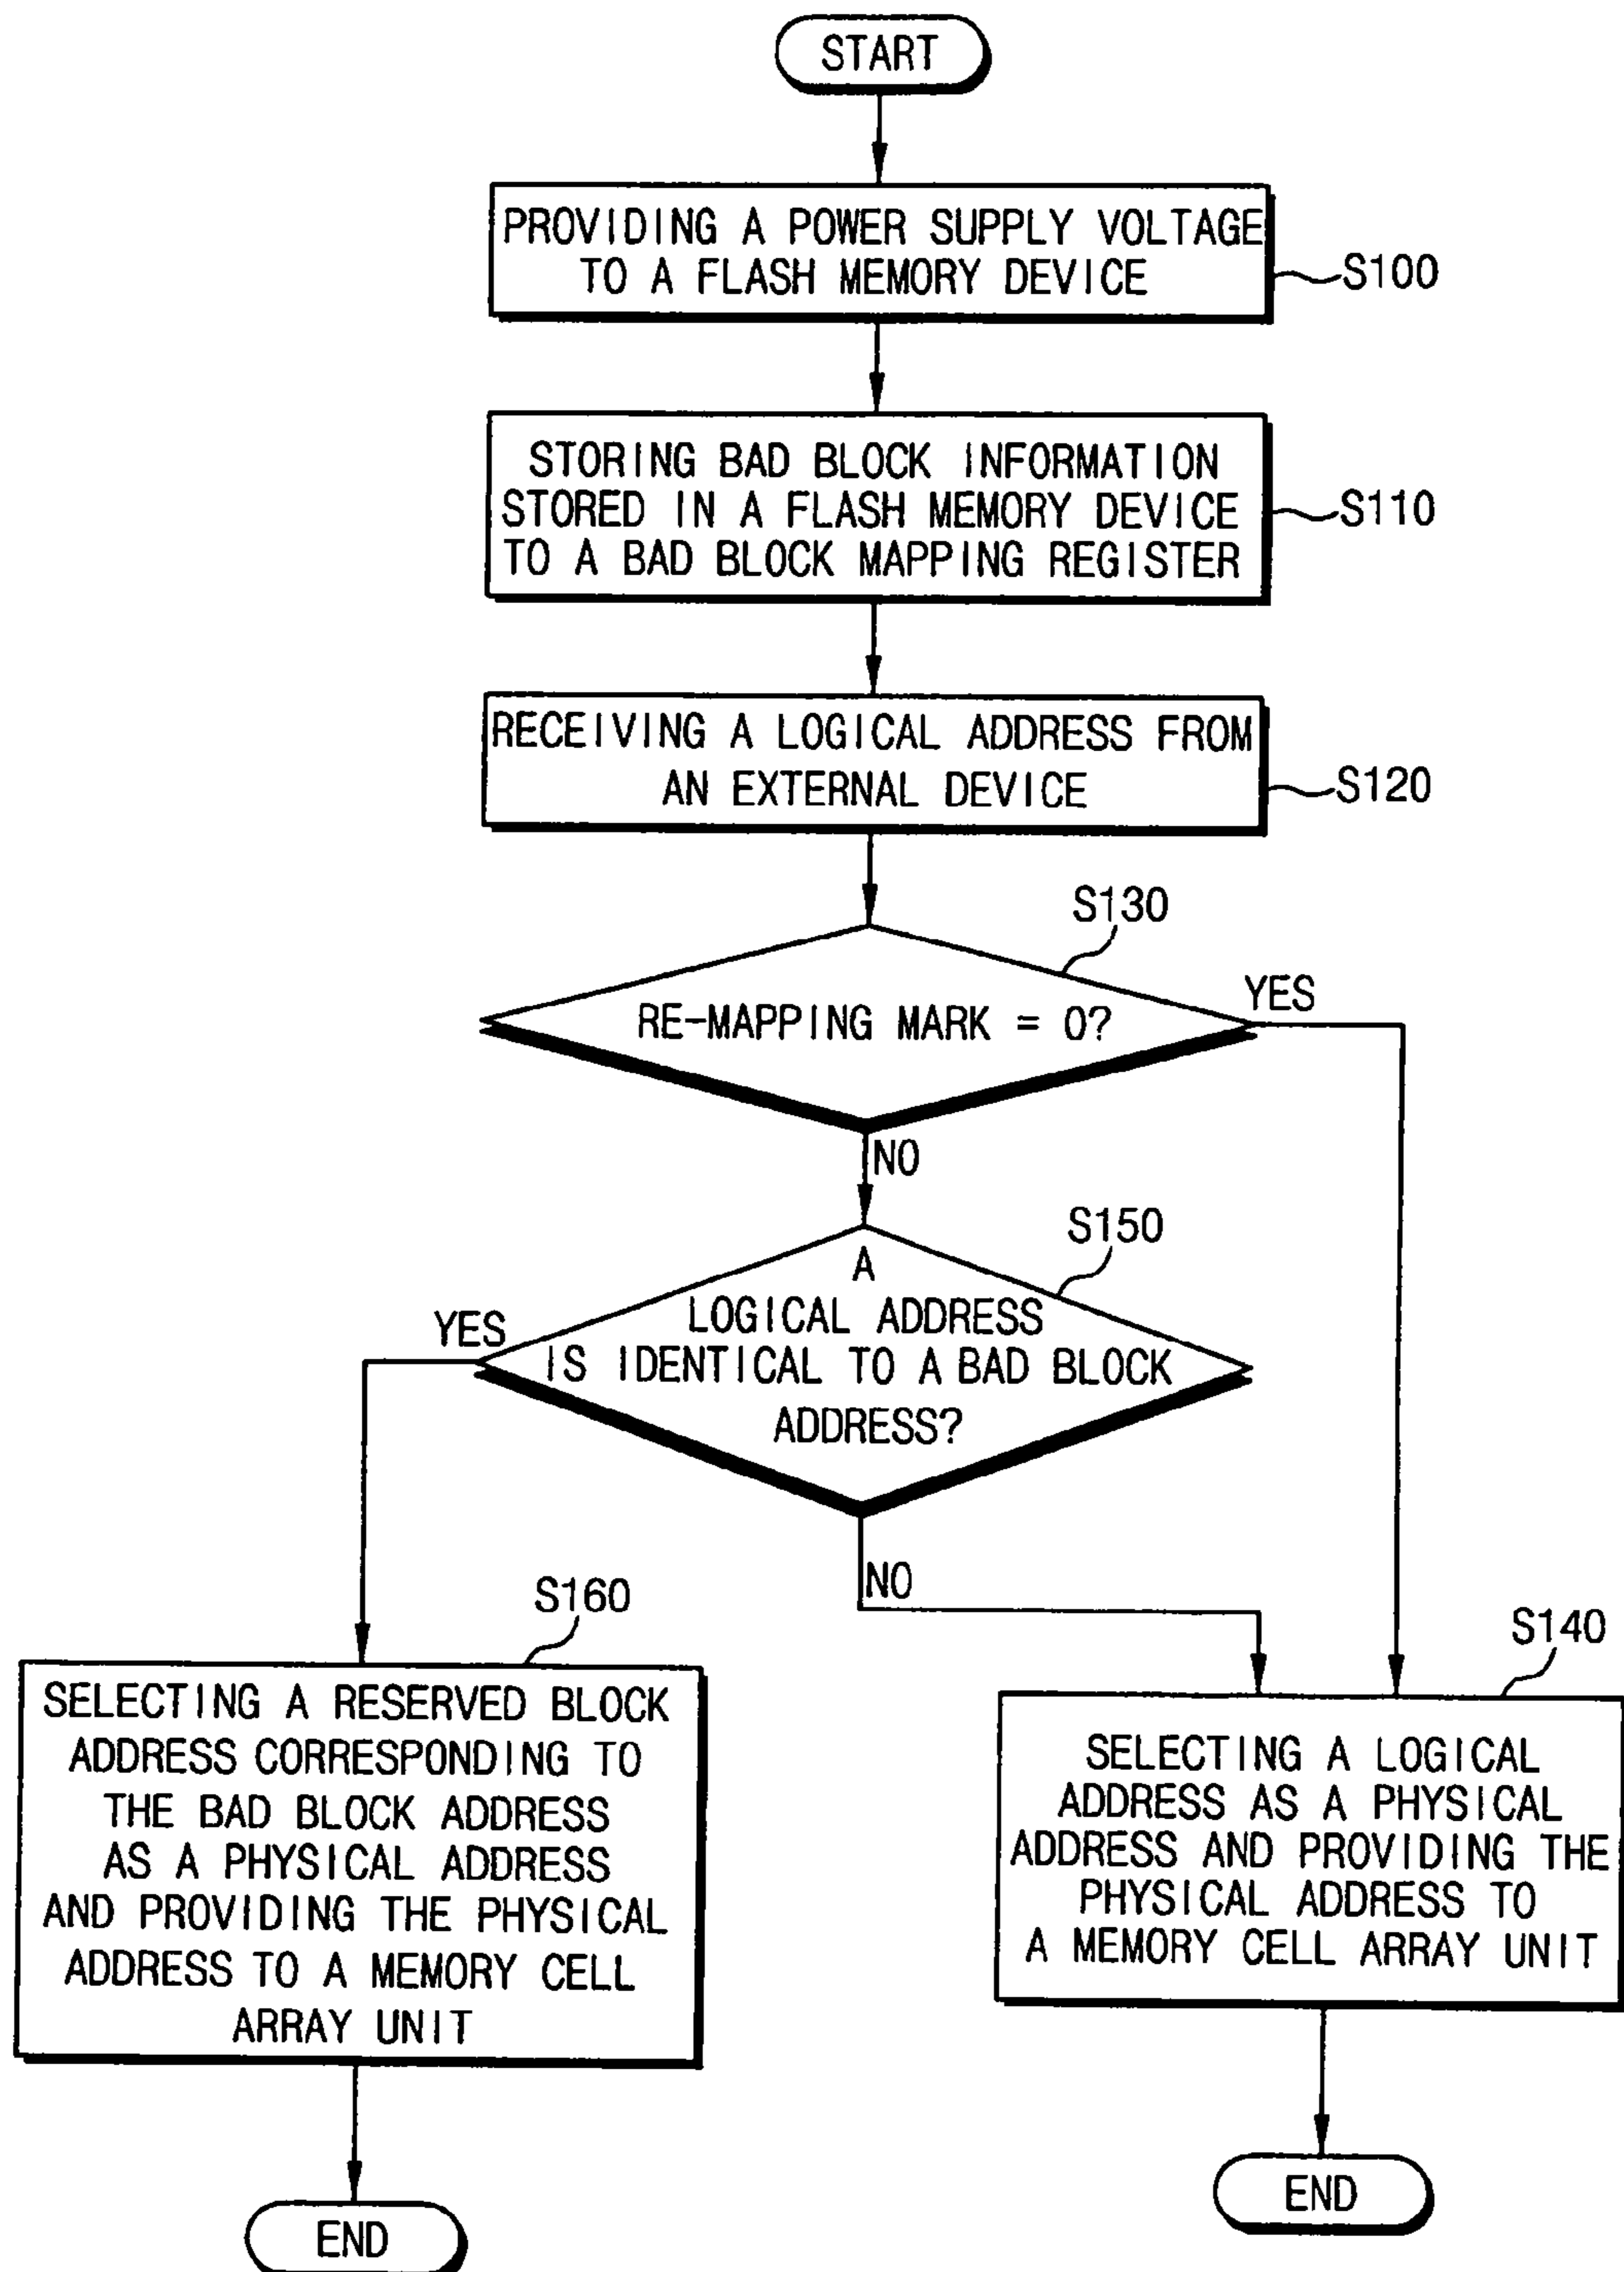 START
PROVIDING A POWER SUPPLY VOLTAGE
TO A FLASH MEMORY DEVICE
S100
STORING BAD BLOCK INFORMATION
STORED IN A FLASH MEMORY DEVICE
TO A BAD BLOCK MAPPING REGISTER
S110
RECEIVING A LOGICAL ADDRESS FROM
AN EXTERNAL DEVICE
S120
S130
RE-MAPPING MARK = 0?
YES
NO
S150
A
LOGICAL ADDRESS
IS IDENTICAL TO A BAD BLOCK
ADDRESS?
YES
NO
S160
SELECTING A RESERVED BLOCK
ADDRESS CORRESPONDING TO
THE BAD BLOCK ADDRESS
AS A PHYSICAL ADDRESS
AND PROVIDING THE PHYSICAL
ADDRESS TO A MEMORY CELL
ARRAY UNIT
S140
SELECTING A LOGICAL
ADDRESS AS A PHYSICAL
ADDRESS AND PROVIDING THE
PHYSICAL ADDRESS TO
A MEMORY CELL ARRAY UNIT
END
END